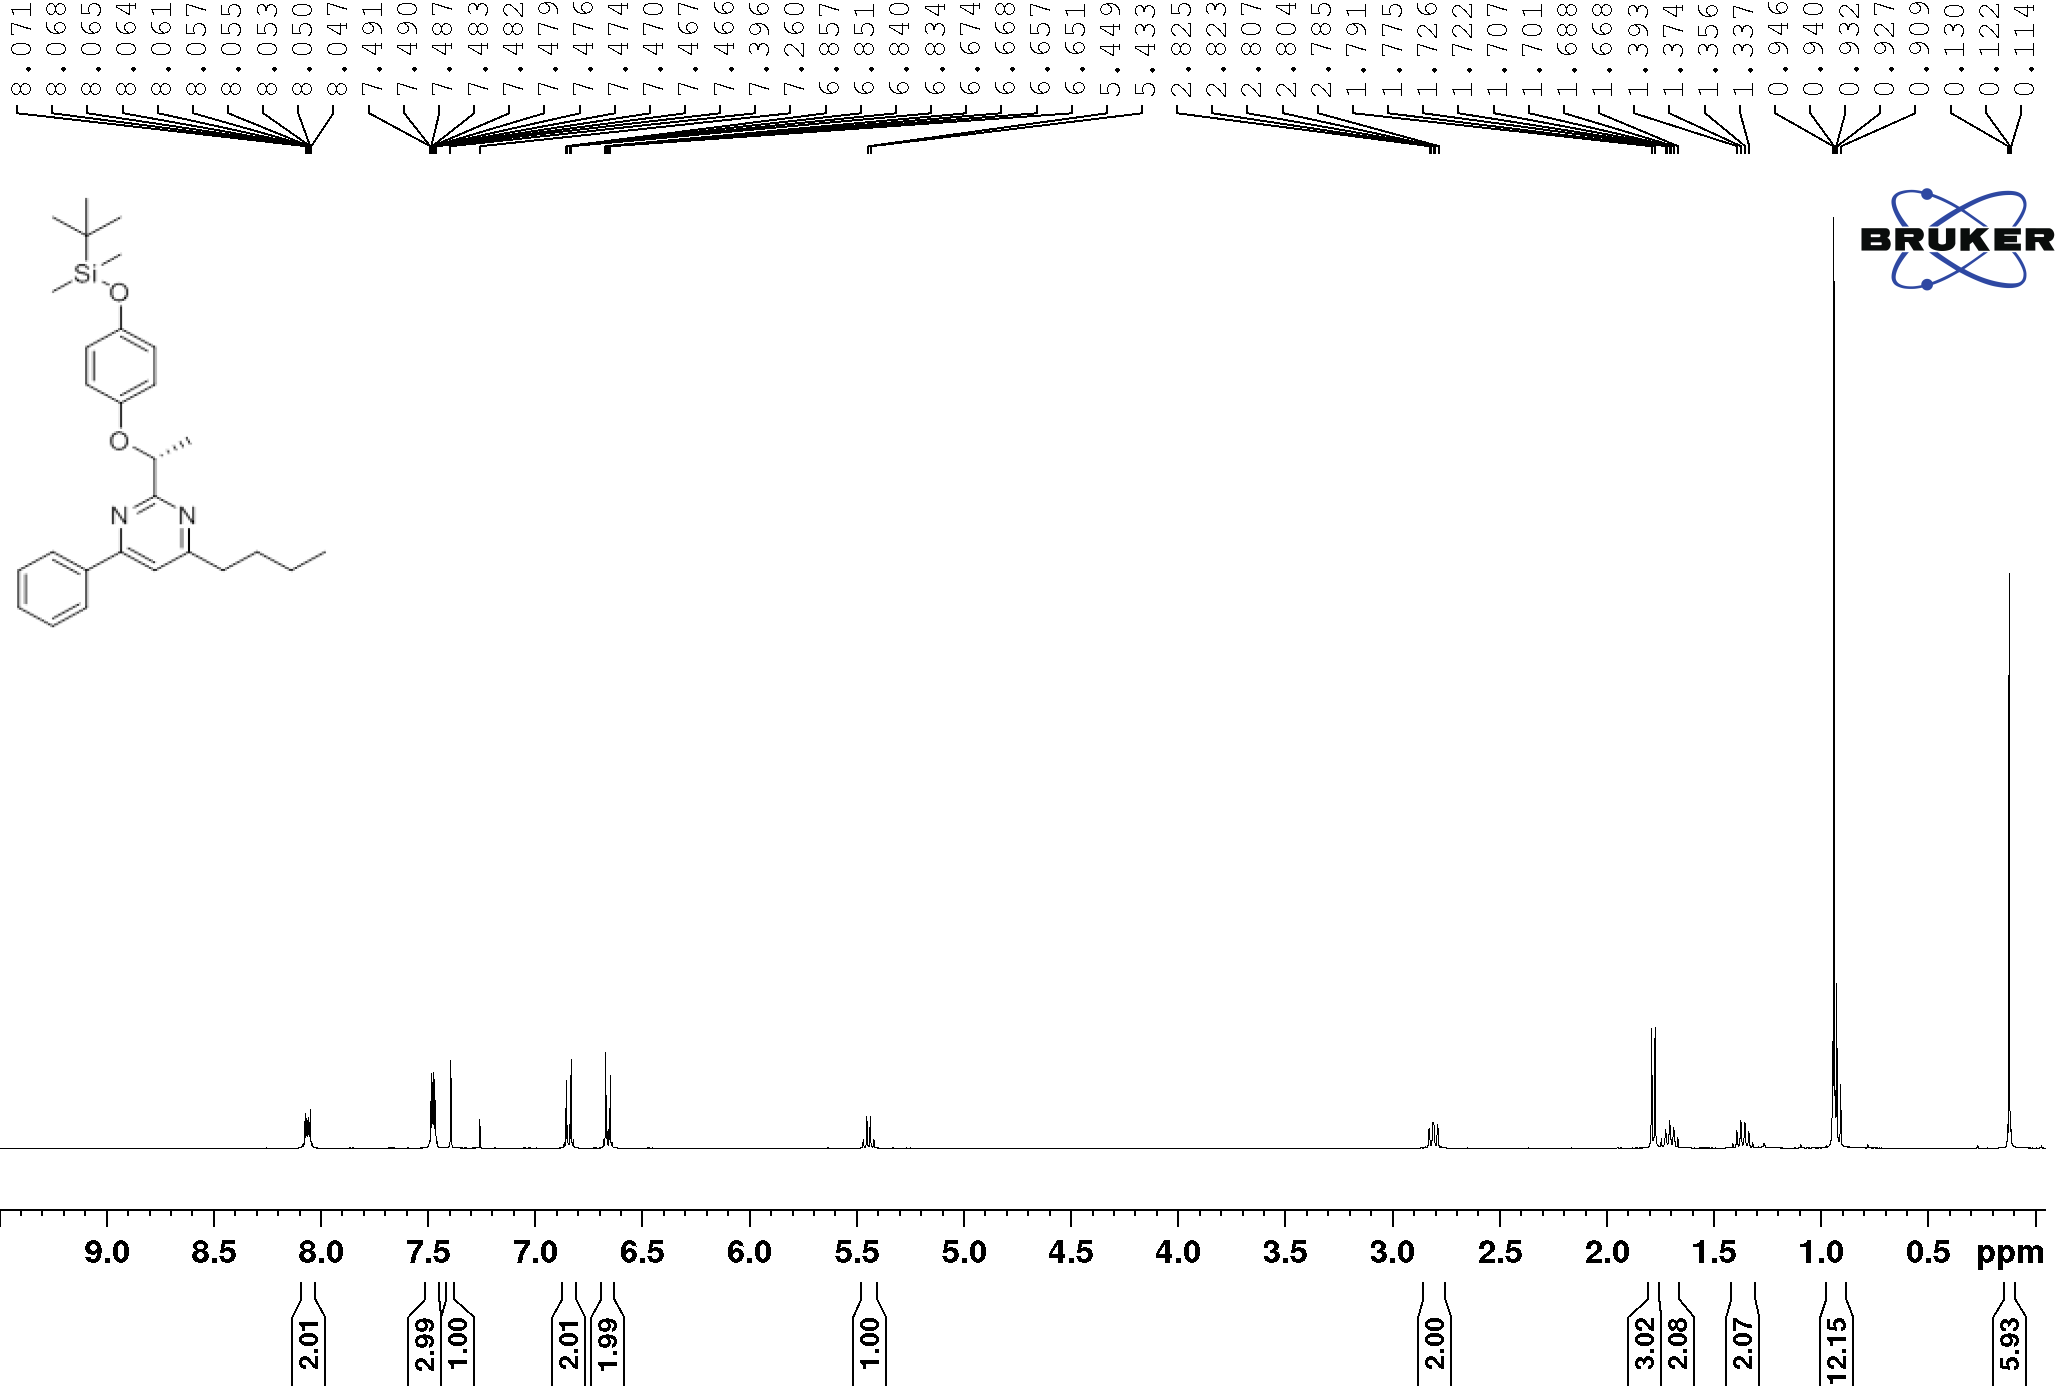 8.071 8.068 8.065 8.064 8.061 8.057 8.055 8.053 8.050 8.047 7.491 7.490 7.487 7.483 7.482 7.479 7.476 7.474 7.470 7.467 7.466 7.396 7.260 6.857 6.851 6.840 6.834 6.674 6.668 6.657 6.651 5.449 5.433 2.825 2.823 2.807 2.804 2.785 1.791 1.775 1.726 1.722 1.707 1.701 1.688 1.668 1.393 1.374 1.356 1.337 0.946 0.940 0.932 0.927 0.909 0.130 0.122 0.114
BRUKER
Si
O
O
N N
9.0 8.5 8.0 7.5 7.0 6.5 6.0 5.5 5.0 4.5 4.0 3.5 3.0 2.5 2.0 1.5 1.0 0.5 ppm
2.01 2.99 1.00 2.01 1.99 1.00 2.00 3.02 2.08 2.07 12.15 5.93